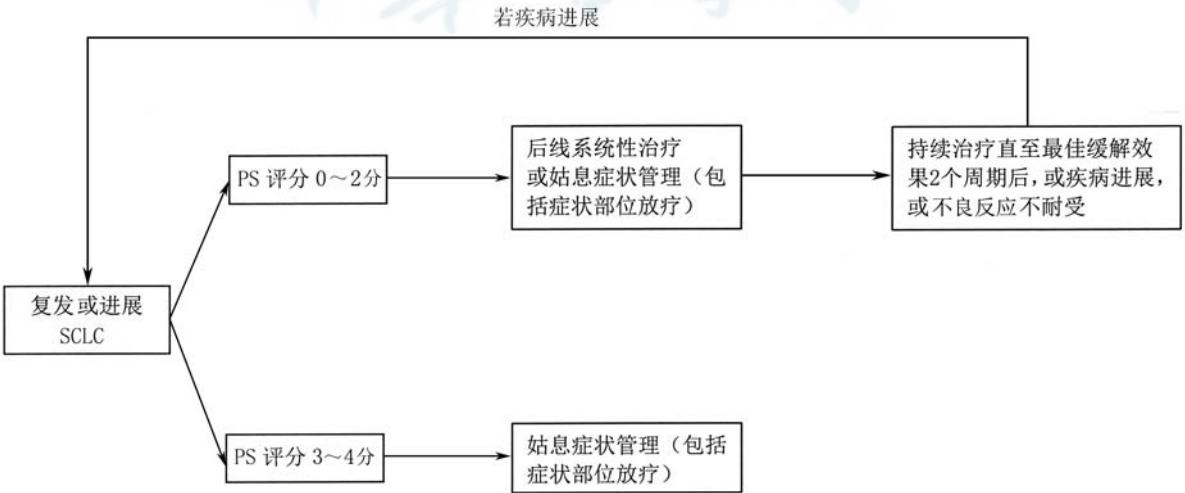 若疾病进展
PS 评分 0～2分
后线系统性治疗
或姑息症状管理（包
括症状部位放疗）
持续治疗直至最佳缓解效
果2个周期后，或疾病进展，
或不良反应不耐受
复发或进展
SCLC
PS 评分 3～4分
姑息症状管理（包括
症状部位放疗）